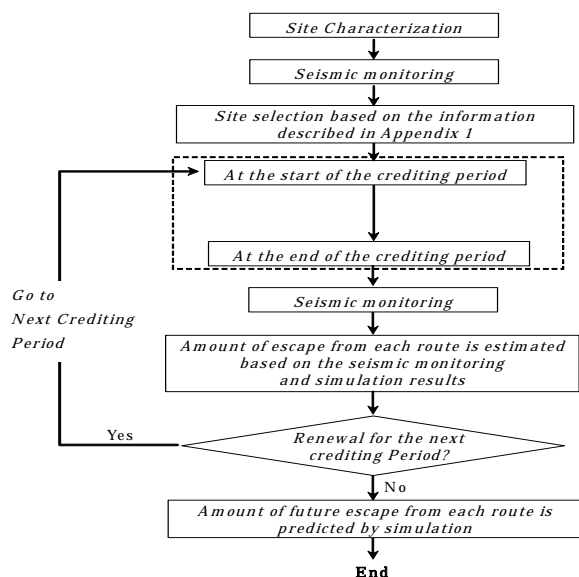 Site Characterization
Seismic monitoring
Site selection based on the information
described in Appendix 1
At the start of the crediting period
At the end of the crediting period
Go to
Next Crediting
Period
Seismic monitoring
Amount of escape from each route is estimated
based on the seismic monitoring
and simulation results
Yes
Renewal for the next
crediting Period?
No
Amount of future escape from each route is
predicted by simulation
End